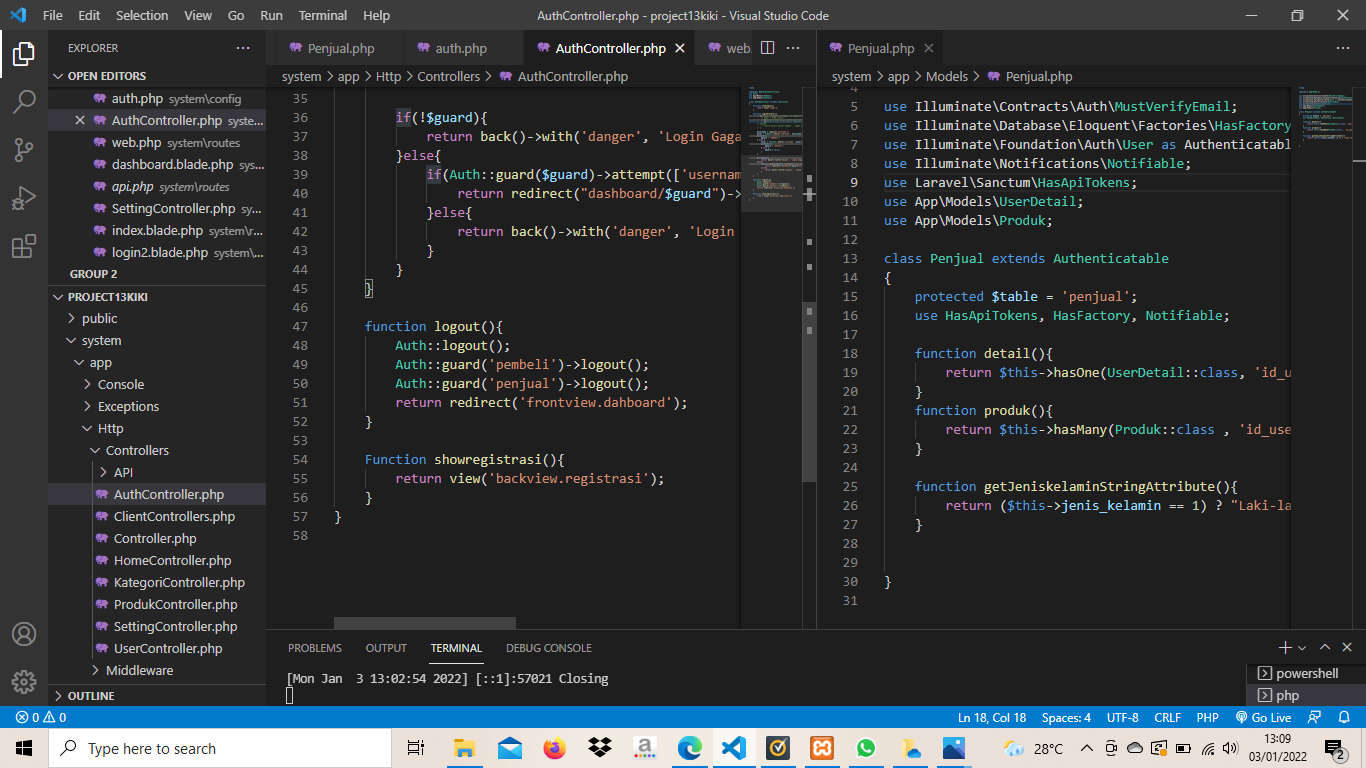 File Edit Selection View Go Run Terminal Help AuthController.php - project13kiki - Visual Studio Code
EXPLORER
OPEN EDITORS
auth.php system\config
AuthController.php syste...
web.php system\routes
dashboard.blade.php sy...
api.php system\routes
SettingController.php sy...
index.blade.php system\r...
login2.blade.php system\...
GROUP 2
PROJECT13KIKI
public
system
app
Console
Exceptions
Http
Controllers
API
AuthController.php
ClientControllers.php
Controller.php
HomeController.php
KategoriController.php
ProdukController.php
SettingController.php
UserController.php
Middleware
OUTLINE
Penjual.php auth.php AuthController.php web.
system > app > Http > Controllers > AuthController.php
35
36 if(!$guard){
37 return back()->with('danger', 'Login Gaga
38 }else{
39 if(Auth::guard($guard)->attempt(['usernam
40 return redirect("dashboard/$guard")->
41 }else{
42 return back()->with('danger', 'Login
43 }
44 }
45 }
46
47 function logout(){
48 Auth::logout();
49 Auth::guard('pembeli')->logout();
50 Auth::guard('penjual')->logout();
51 return redirect('frontview.dahboard');
52 }
53
54 Function showregistrasi(){
55 return view('backview.registrasi');
56 }
57 }
58
Penjual.php
system > app > Models > Penjual.php
4
5 use Illuminate\Contracts\Auth\MustVerifyEmail;
6 use Illuminate\Database\Eloquent\Factories\HasFactory
7 use Illuminate\Foundation\Auth\User as Authenticatabl
8 use Illuminate\Notifications\Notifiable;
9 use Laravel\Sanctum\HasApiTokens;
10 use App\Models\UserDetail;
11 use App\Models\Produk;
12
13 class Penjual extends Authenticatable
14 {
15 protected $table = 'penjual';
16 use HasApiTokens, HasFactory, Notifiable;
17
18 function detail(){
19 return $this->hasOne(UserDetail::class, 'id_u
20 }
21 function produk(){
22 return $this->hasMany(Produk::class , 'id_use
23 }
24
25 function getJeniskelaminStringAttribute(){
26 return ($this->jenis_kelamin == 1) ? "Laki-la
27 }
28
29
30 }
31
PROBLEMS OUTPUT TERMINAL DEBUG CONSOLE
[Mon Jan  3 13:02:54 2022] [::1]:57021 Closing
powershell
php
0 0 Ln 18, Col 18 Spaces: 4 UTF-8 CRLF PHP Go Live
Type here to search
28°C
13:09
03/01/2022
2